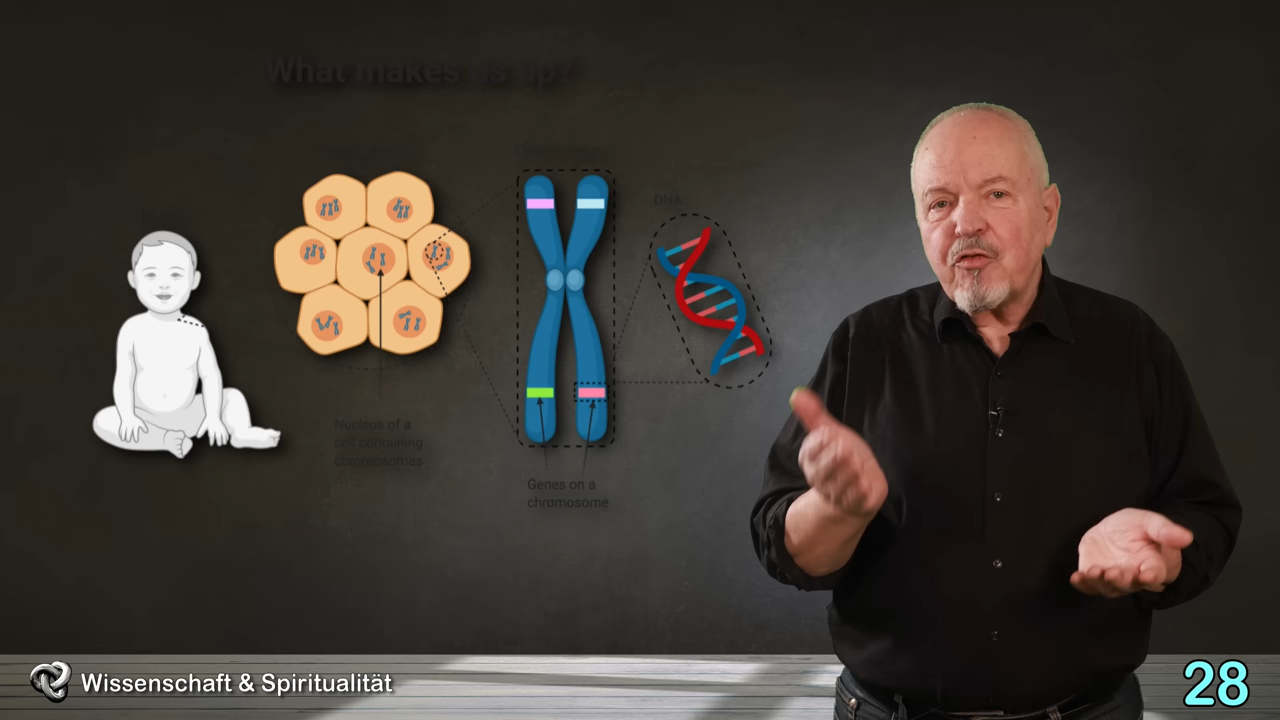 What makes us up?
DNA
Nucleus of a
cell containing
chromosomes
Genes on a
chromosome
Wissenschaft & Spiritualität
28